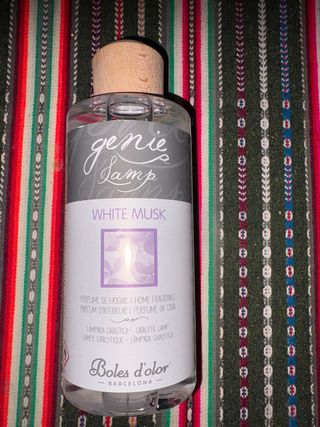 genie
Lamp
WHITE MUSK
PERFUME DE HOGAR / HOME FRAGRANCE
PARFUM D'INTÉRIEUR / PERFUME DA CASA
LÁMPARA CATALÍTICA - CATALYTIC LAMP
LAMPE CATALYTIQUE - LÂMPADA CATALÍTICA
Boles d'olor
BARCELONA